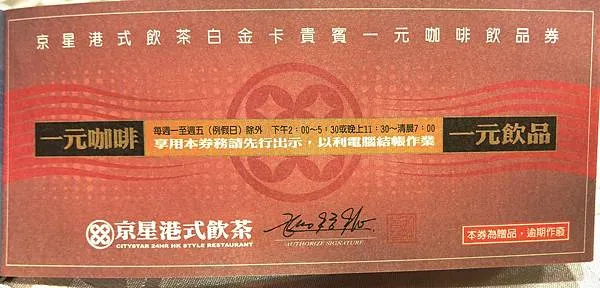 京星港式飲茶白金卡貴賓一元咖啡飲品券
一元咖啡
每週一至週五（例假日）除外 下午2：00～5：30或晚上11：30～清晨7：00
享用本券務請先行出示，以利電腦結帳作業
一元飲品
京星港式飲茶
CITYSTAR 24HR HK STYLE RESTAURANT
AUTHORIZE SIGNATURE
本券為贈品，逾期作廢